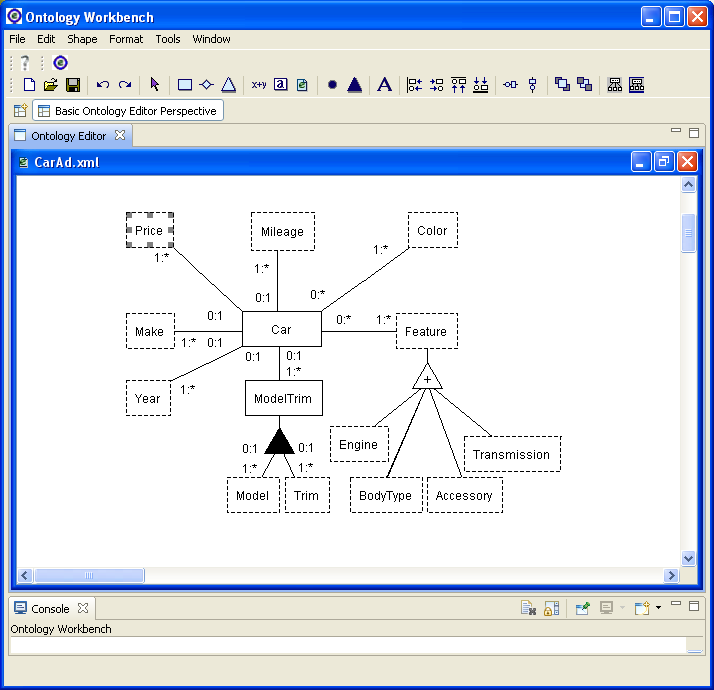 Ontology Workbench
File Edit Shape Format Tools Window
?
x+y a A
Basic Ontology Editor Perspective
Ontology Editor
CarAd.xml
Price Mileage Color
1:* 1:* 1:*
0:1 0:*
0:1 0:* 1:*
Make Car Feature
1:* 0:1 0:1 0:1
1:* 1:*
Year ModelTrim +
0:1 0:1 Engine Transmission
1:* 1:*
Model Trim BodyType Accessory
Console
Ontology Workbench